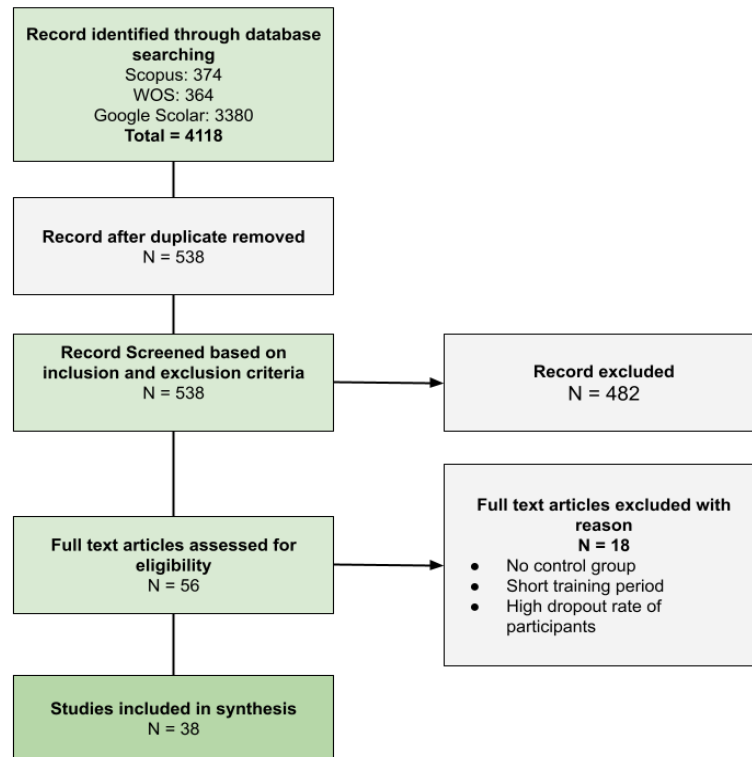 Record identified through database
searching
Scopus: 374
WOS: 364
Google Scolar: 3380
Total = 4118
Record after duplicate removed
N = 538
Record Screened based on
inclusion and exclusion criteria
N = 538
Record excluded
N = 482
Full text articles assessed for
eligibility
N = 56
Full text articles excluded with
reason
N = 18
● No control group
● Short training period
● High dropout rate of
participants
Studies included in synthesis
N = 38